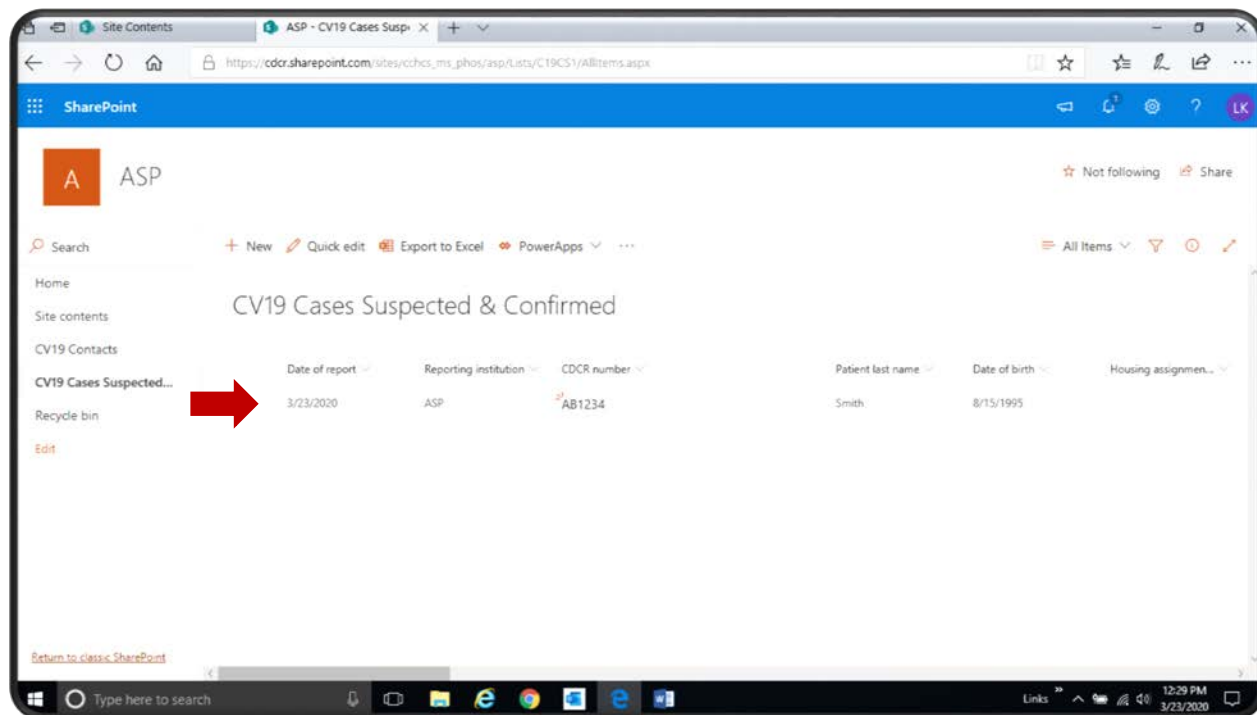 Site Contents
ASP - CV19 Cases Susp
https://cdcr.sharepoint.com/sites/cchcs_ms_phos/asp/Lists/C19CS1/AllItems.aspx
SharePoint
? LK
A ASP
Not following Share
Search + New Quick edit Export to Excel PowerApps ··· All Items
Home
CV19 Cases Suspected & Confirmed
Site contents
CV19 Contacts
Date of report Reporting institution CDCR number Patient last name Date of birth Housing assignmen...
CV19 Cases Suspected...
3/23/2020 ASP AB1234 Smith 8/15/1995
Recycle bin
Edit
Return to classic SharePoint
Type here to search Links » 12:29 PM
3/23/2020